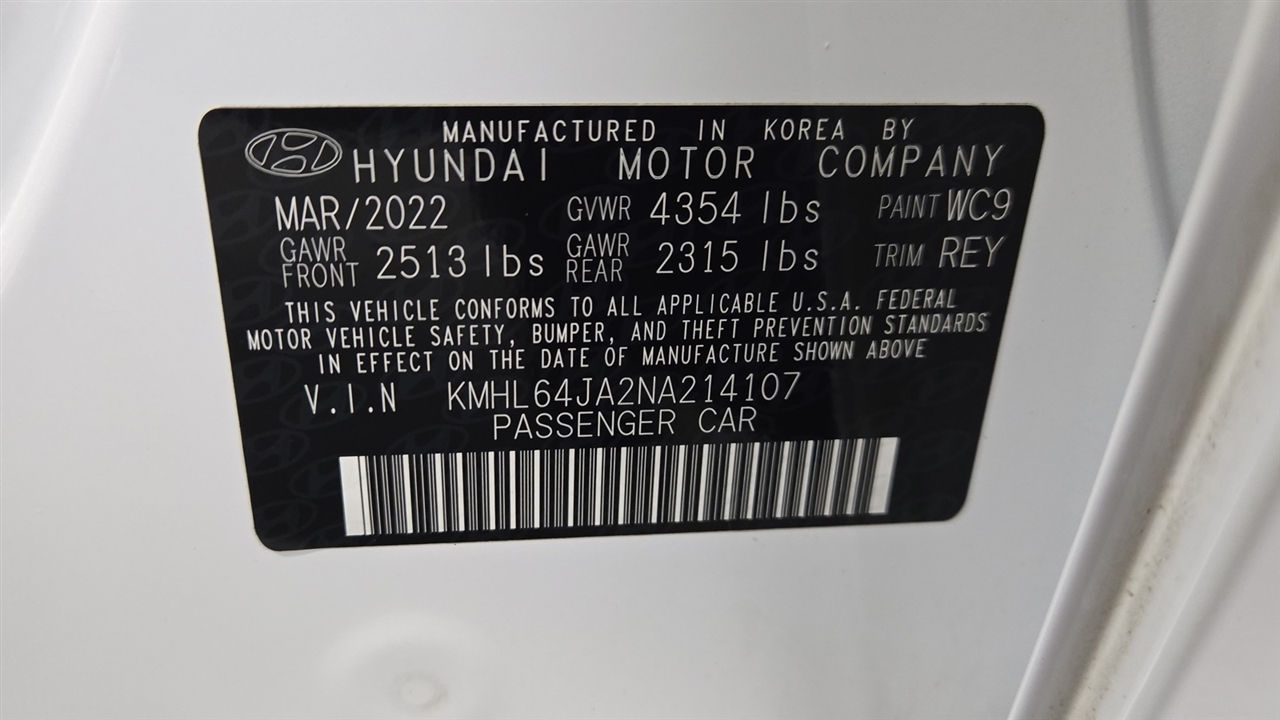 MANUFACTURED IN KOREA BY
HYUNDAI MOTOR COMPANY
MAR/2022 GVWR 4354 lbs PAINT WC9
GAWR FRONT 2513 lbs GAWR REAR 2315 lbs TRIM REY
THIS VEHICLE CONFORMS TO ALL APPLICABLE U.S.A. FEDERAL
MOTOR VEHICLE SAFETY, BUMPER, AND THEFT PREVENTION STANDARDS
IN EFFECT ON THE DATE OF MANUFACTURE SHOWN ABOVE
V.I.N KMHL64JA2NA214107
PASSENGER CAR